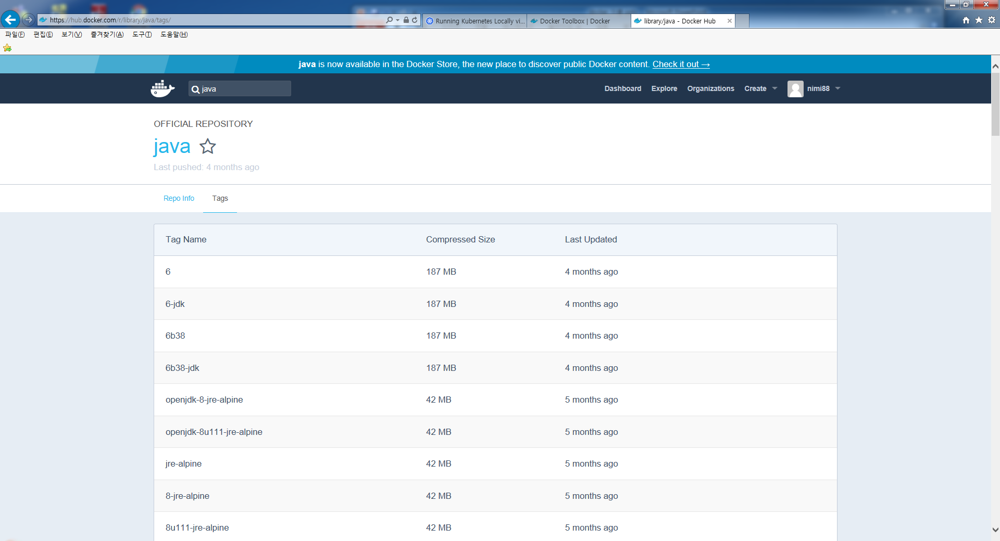 https://hub.docker.com/r/library/java/tags/
Running Kubernetes Locally vi...
Docker Toolbox | Docker
library/java - Docker Hub
파일(F) 편집(E) 보기(V) 즐겨찾기(A) 도구(T) 도움말(H)
java is now available in the Docker Store, the new place to discover public Docker content. Check it out →
java
Dashboard Explore Organizations Create nimi88
OFFICIAL REPOSITORY
java
Last pushed: 4 months ago
Repo Info Tags
Tag Name Compressed Size Last Updated
6 187 MB 4 months ago
6-jdk 187 MB 4 months ago
6b38 187 MB 4 months ago
6b38-jdk 187 MB 4 months ago
openjdk-8-jre-alpine 42 MB 5 months ago
openjdk-8u111-jre-alpine 42 MB 5 months ago
jre-alpine 42 MB 5 months ago
8-jre-alpine 42 MB 5 months ago
8u111-jre-alpine 42 MB 5 months ago